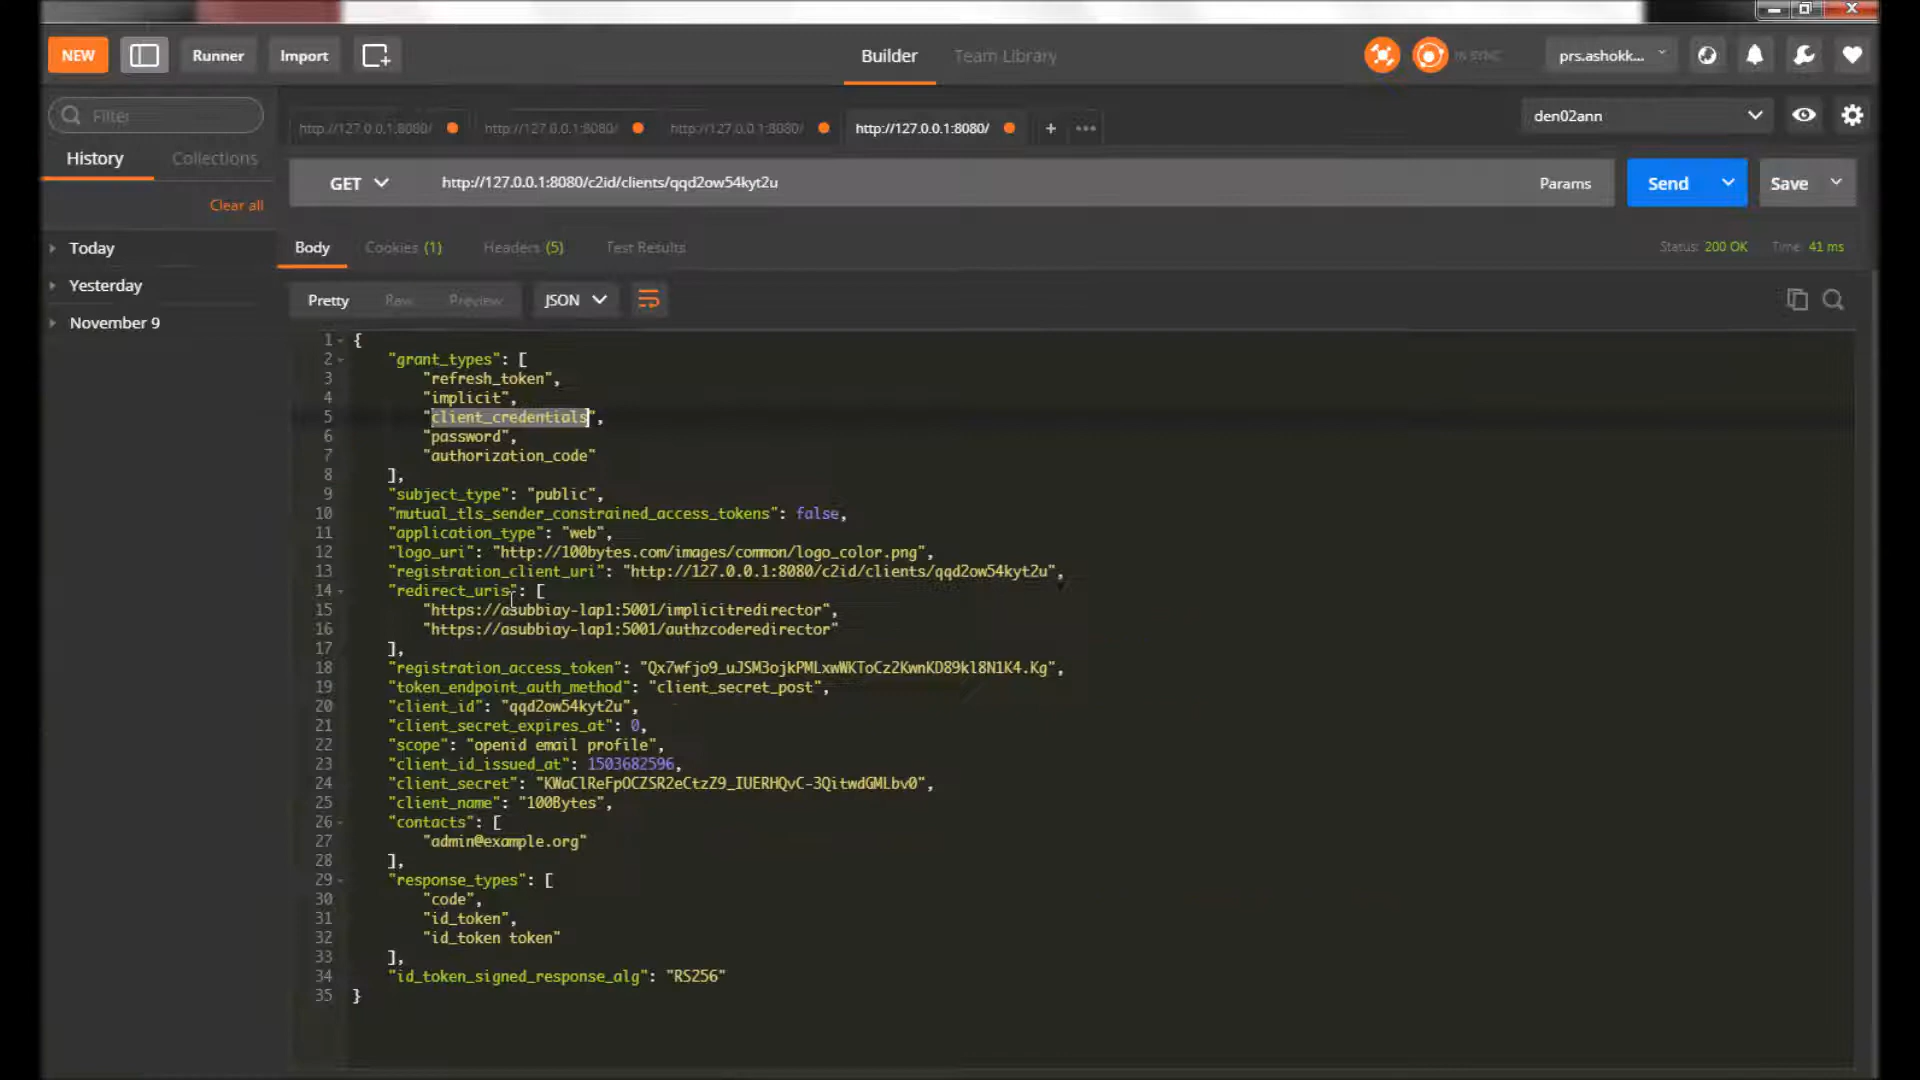 NEW
Runner
Import
Builder
Team Library
IN SYNC
prs.ashokk...
Filter
http://127.0.0.1:8080/
http://127.0.0.1:8080/
http://127.0.0.1:8080/
http://127.0.0.1:8080/
+
•••
den02ann
History
Collections
GET
http://127.0.0.1:8080/c2id/clients/qqd2ow54kyt2u
Params
Send
Save
Clear all
Today
Yesterday
November 9
Body
Cookies (1)
Headers (5)
Test Results
Status: 200 OK
Time: 41 ms
Pretty
Raw
Preview
JSON
1 {
2 "grant_types": [
3 "refresh_token",
4 "implicit",
5 "client_credentials",
6 "password",
7 "authorization_code"
8 ],
9 "subject_type": "public",
10 "mutual_tls_sender_constrained_access_tokens": false,
11 "application_type": "web",
12 "logo_uri": "http://100bytes.com/images/common/logo_color.png",
13 "registration_client_uri": "http://127.0.0.1:8080/c2id/clients/qqd2ow54kyt2u",
14 "redirect_uris": [
15 "https://asubbiay-lap1:5001/implicitredirector",
16 "https://asubbiay-lap1:5001/authzcoderedirector"
17 ],
18 "registration_access_token": "Qx7wfjo9_uJSM3ojkPMLxwWKToCz2KwnKD89kl8N1K4.Kg",
19 "token_endpoint_auth_method": "client_secret_post",
20 "client_id": "qqd2ow54kyt2u",
21 "client_secret_expires_at": 0,
22 "scope": "openid email profile",
23 "client_id_issued_at": 1503682596,
24 "client_secret": "KWaClReFpOCZSR2eCtzZ9_IUERHQvC-3QitwdGMLbv0",
25 "client_name": "100Bytes",
26 "contacts": [
27 "admin@example.org"
28 ],
29 "response_types": [
30 "code",
31 "id_token",
32 "id_token token"
33 ],
34 "id_token_signed_response_alg": "RS256"
35 }